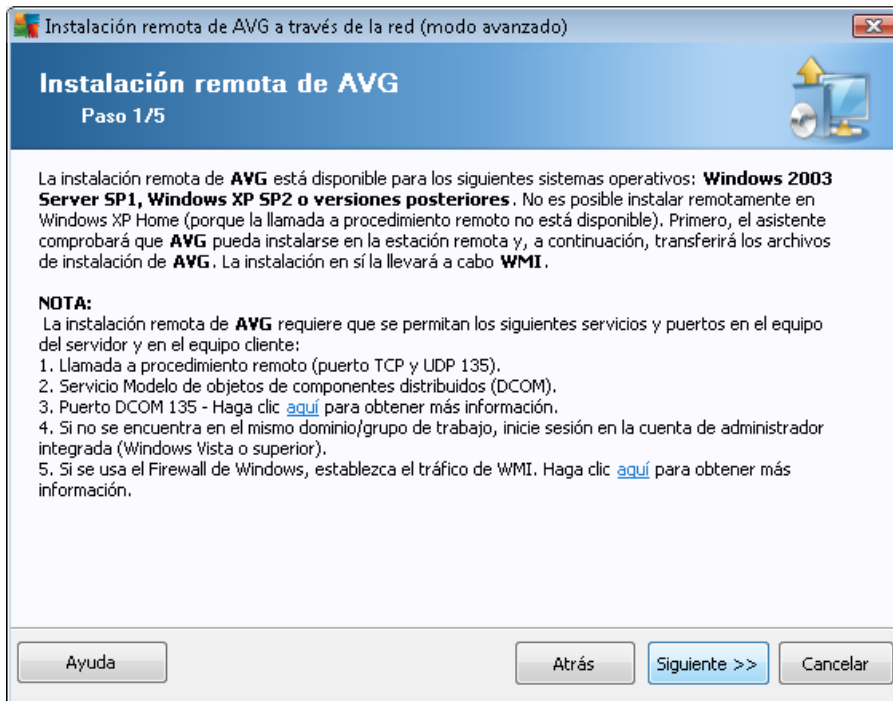 Instalación remota de AVG a través de la red (modo avanzado)
Instalación remota de AVG
Paso 1/5
La instalación remota de AVG está disponible para los siguientes sistemas operativos: Windows 2003
Server SP1, Windows XP SP2 o versiones posteriores. No es posible instalar remotamente en
Windows XP Home (porque la llamada a procedimiento remoto no está disponible). Primero, el asistente
comprobará que AVG pueda instalarse en la estación remota y, a continuación, transferirá los archivos
de instalación de AVG. La instalación en sí la llevará a cabo WMI.
NOTA:
La instalación remota de AVG requiere que se permitan los siguientes servicios y puertos en el equipo
del servidor y en el equipo cliente:
1. Llamada a procedimiento remoto (puerto TCP y UDP 135).
2. Servicio Modelo de objetos de componentes distribuidos (DCOM).
3. Puerto DCOM 135 - Haga clic aquí para obtener más información.
4. Si no se encuentra en el mismo dominio/grupo de trabajo, inicie sesión en la cuenta de administrador
integrada (Windows Vista o superior).
5. Si se usa el Firewall de Windows, establezca el tráfico de WMI. Haga clic aquí para obtener más
información.
Ayuda
Atrás
Siguiente >>
Cancelar